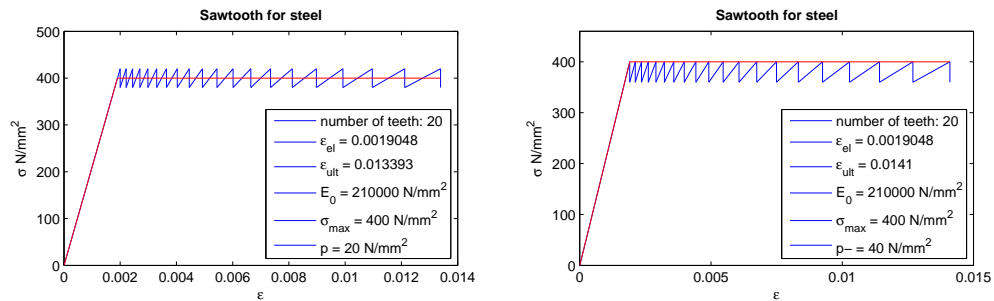 Sawtooth for steel
500
400
300
200
100
0
σ N/mm²
number of teeth: 20
ε_el = 0.0019048
ε_ult = 0.013393
E_0 = 210000 N/mm²
σ_max = 400 N/mm²
p = 20 N/mm²
0 0.002 0.004 0.006 0.008 0.01 0.012 0.014
ε
Sawtooth for steel
400
300
200
100
0
σ N/mm²
number of teeth: 20
ε_el = 0.0019048
ε_ult = 0.0141
E_0 = 210000 N/mm²
σ_max = 400 N/mm²
p− = 40 N/mm²
0 0.005 0.01 0.015
ε